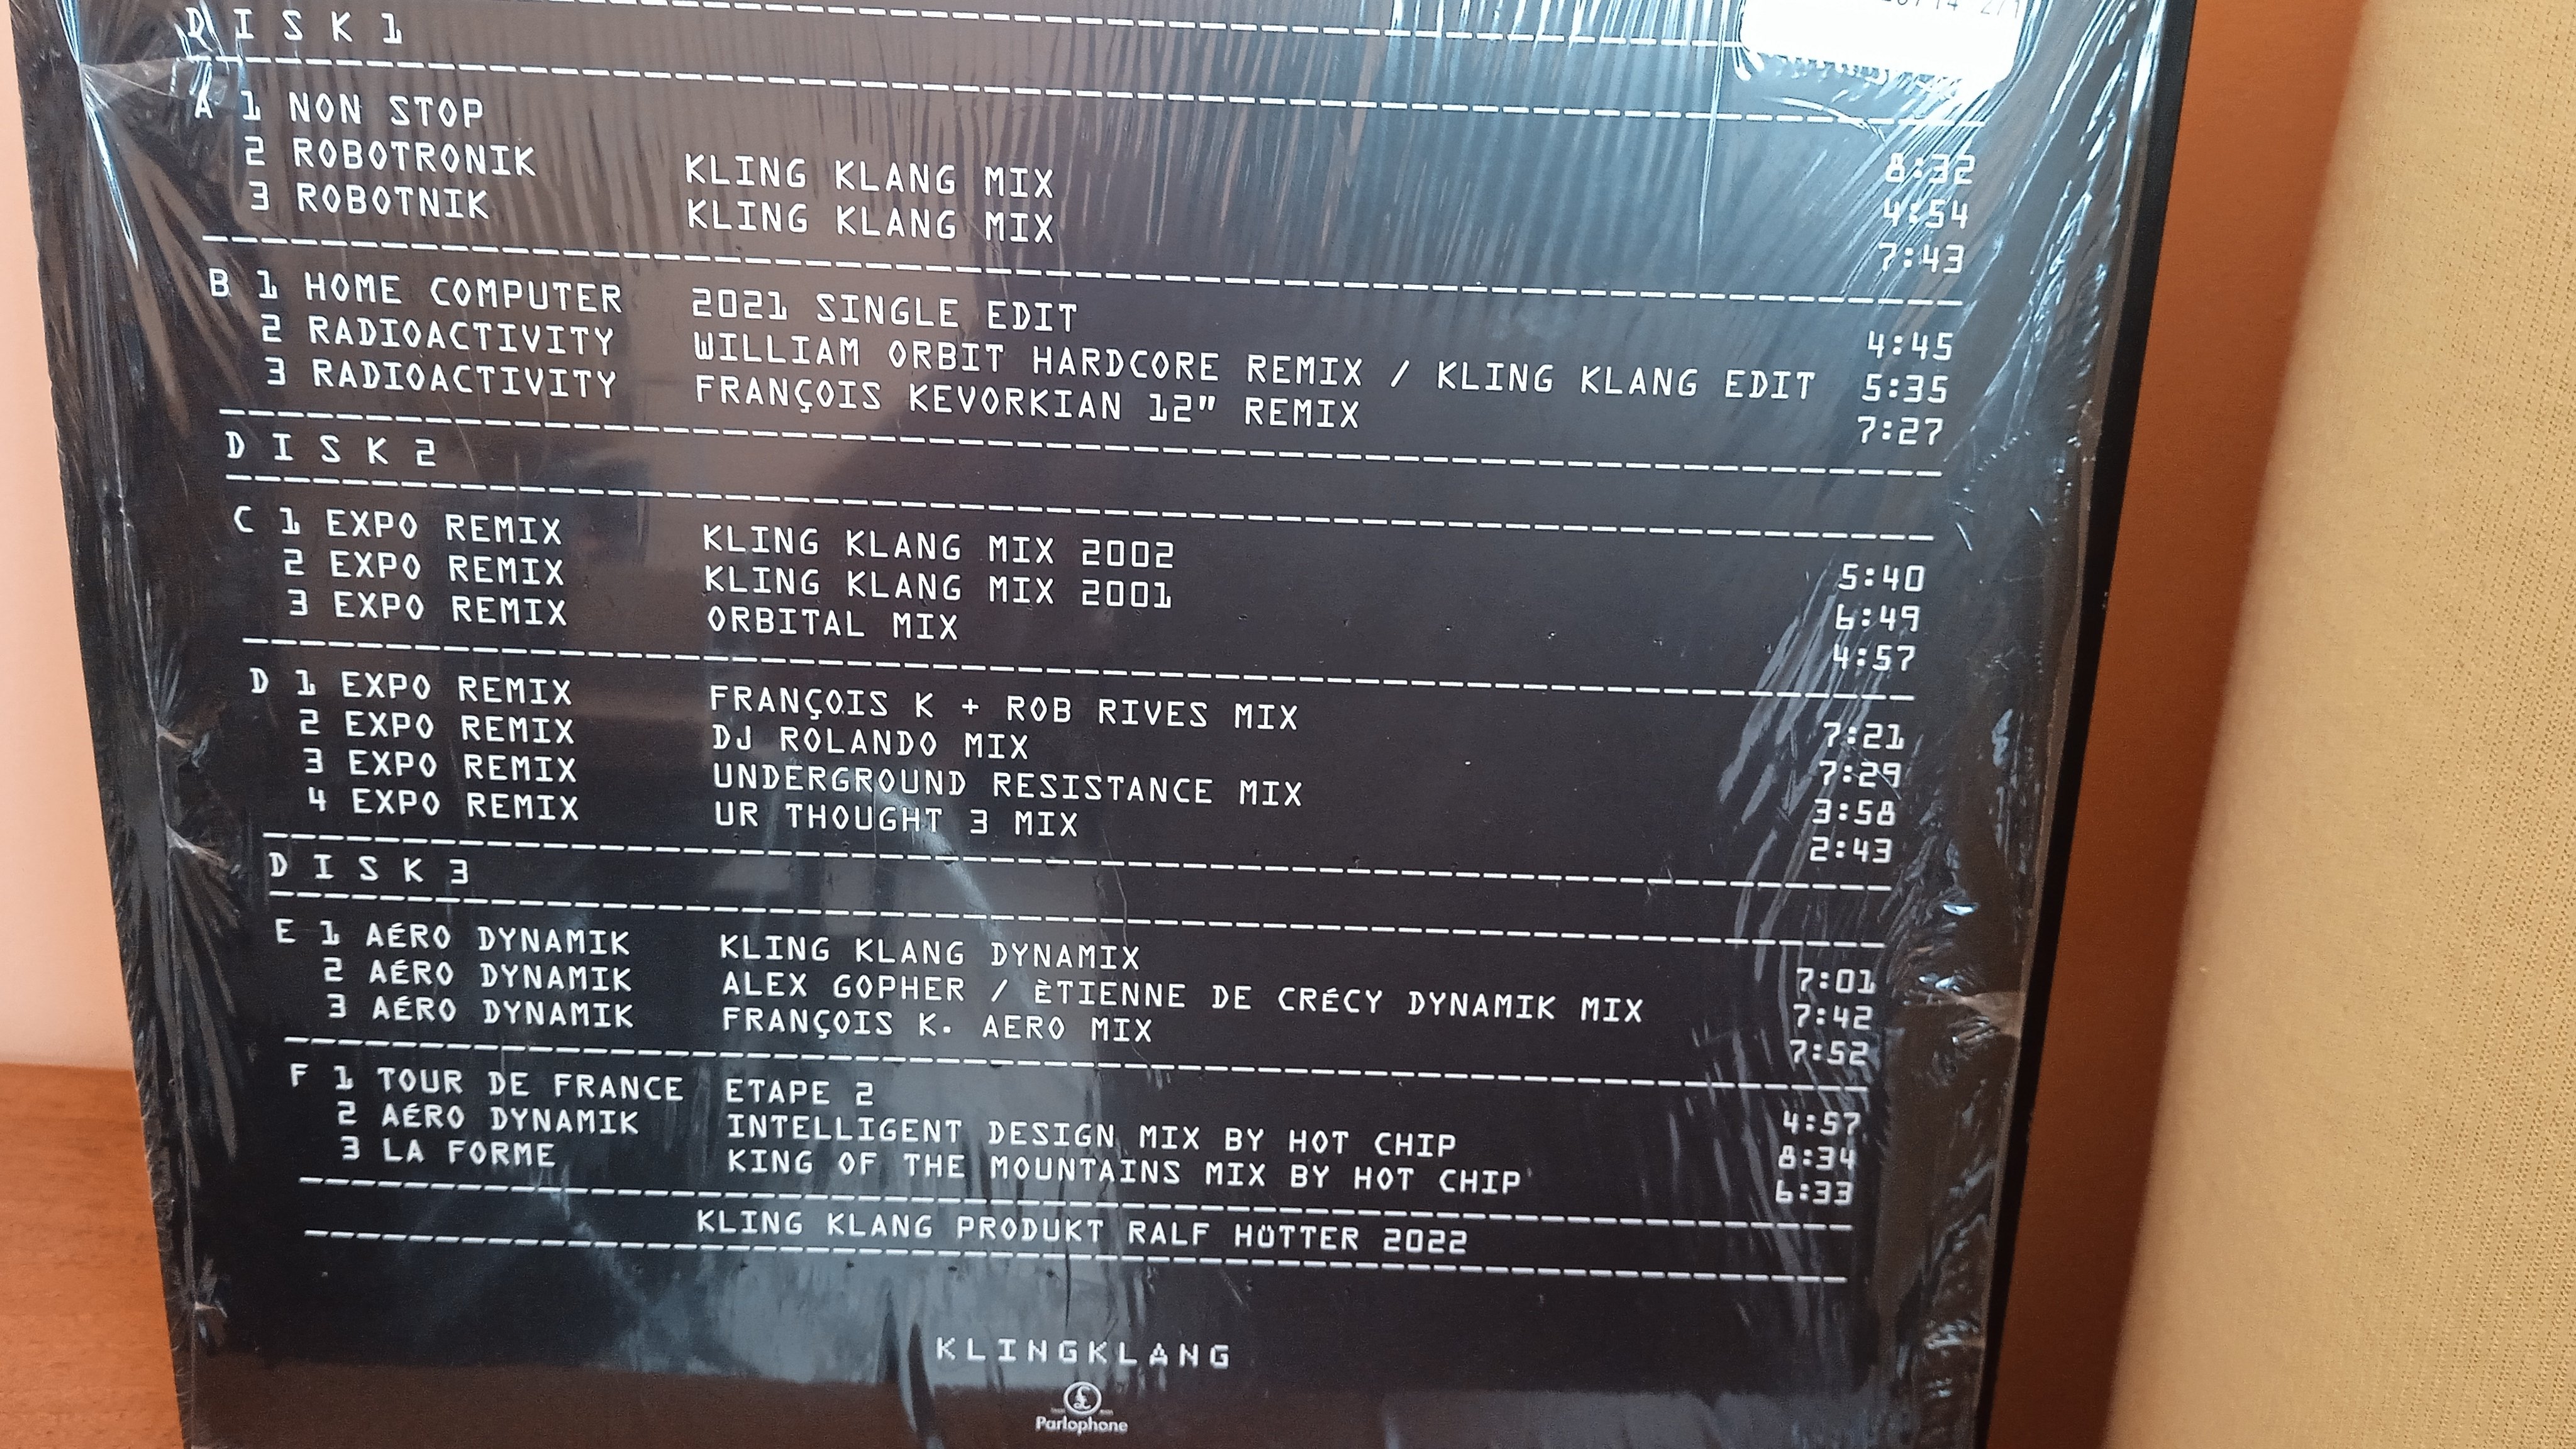 DISK1
A 1 NON STOP 8:32
2 ROBOTRONIK KLING KLANG MIX 4:54
3 ROBOTNIK KLING KLANG MIX 7:43
B 1 HOME COMPUTER 2021 SINGLE EDIT 4:45
2 RADIOACTIVITY WILLIAM ORBIT HARDCORE REMIX / KLING KLANG EDIT 5:35
3 RADIOACTIVITY FRANÇOIS KEVORKIAN 12" REMIX 7:27
DISK2
C 1 EXPO REMIX KLING KLANG MIX 2002 5:40
2 EXPO REMIX KLING KLANG MIX 2001 6:49
3 EXPO REMIX ORBITAL MIX 4:57
D 1 EXPO REMIX FRANÇOIS K + ROB RIVES MIX 7:21
2 EXPO REMIX DJ ROLANDO MIX 7:29
3 EXPO REMIX UNDERGROUND RESISTANCE MIX 3:58
4 EXPO REMIX UR THOUGHT 3 MIX 2:43
DISK3
E 1 AÉRO DYNAMIK KLING KLANG DYNAMIX 7:01
2 AÉRO DYNAMIK ALEX GOPHER / ÈTIENNE DE CRÉCY DYNAMIK MIX 7:42
3 AÉRO DYNAMIK FRANÇOIS K. AERO MIX 7:52
F 1 TOUR DE FRANCE ETAPE 2 4:57
2 AÉRO DYNAMIK INTELLIGENT DESIGN MIX BY HOT CHIP 8:34
3 LA FORME KING OF THE MOUNTAINS MIX BY HOT CHIP 6:33
KLING KLANG PRODUKT RALF HÜTTER 2022
KLINGKLANG
Parlophone